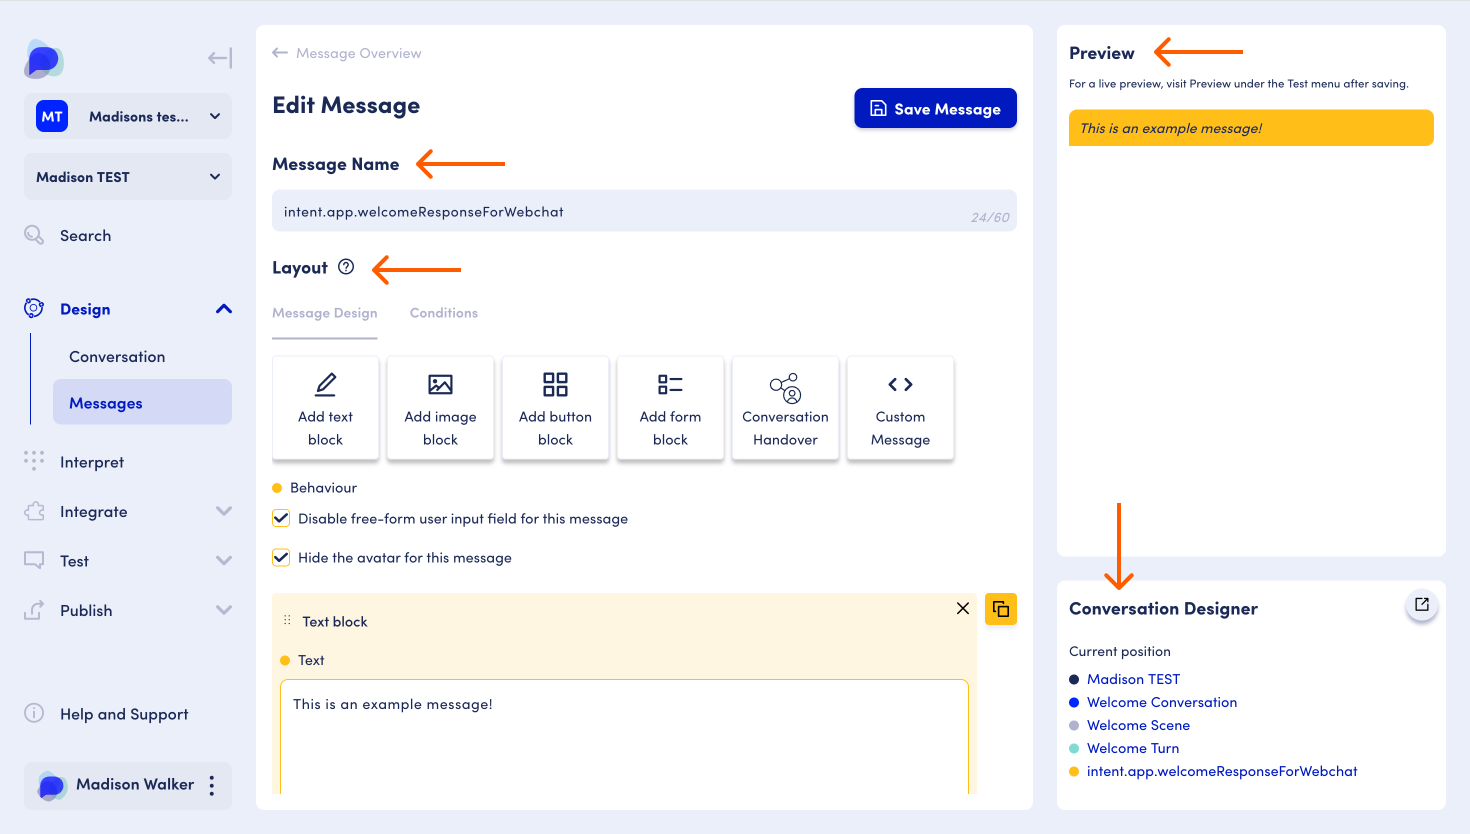 MT
Madisons tes...
Madison TEST
Search
Design
Conversation
Messages
Interpret
Integrate
Test
Publish
Help and Support
Madison Walker
Message Overview
Edit Message
Save Message
Message Name
intent.app.welcomeResponseForWebchat
24/60
Layout ?
Message Design Conditions
Add text
block
Add image
block
Add button
block
Add form
block
Conversation
Handover
Custom
Message
Behaviour
Disable free-form user input field for this message
Hide the avatar for this message
Text block
Text
This is an example message!
Preview
For a live preview, visit Preview under the Test menu after saving.
This is an example message!
Conversation Designer
Current position
Madison TEST
Welcome Conversation
Welcome Scene
Welcome Turn
intent.app.welcomeResponseForWebchat